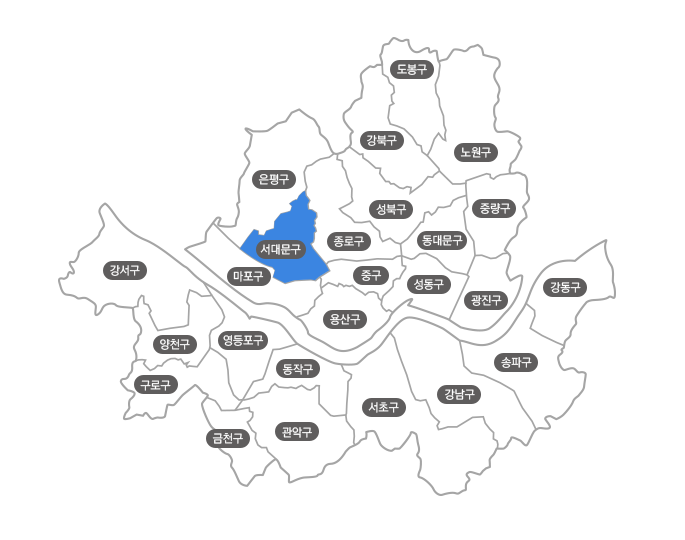 도봉구
강북구
노원구
은평구
성북구
중랑구
서대문구
종로구
동대문구
강서구
마포구
중구
성동구
광진구
강동구
용산구
양천구
영등포구
동작구
송파구
구로구
강남구
서초구
금천구
관악구